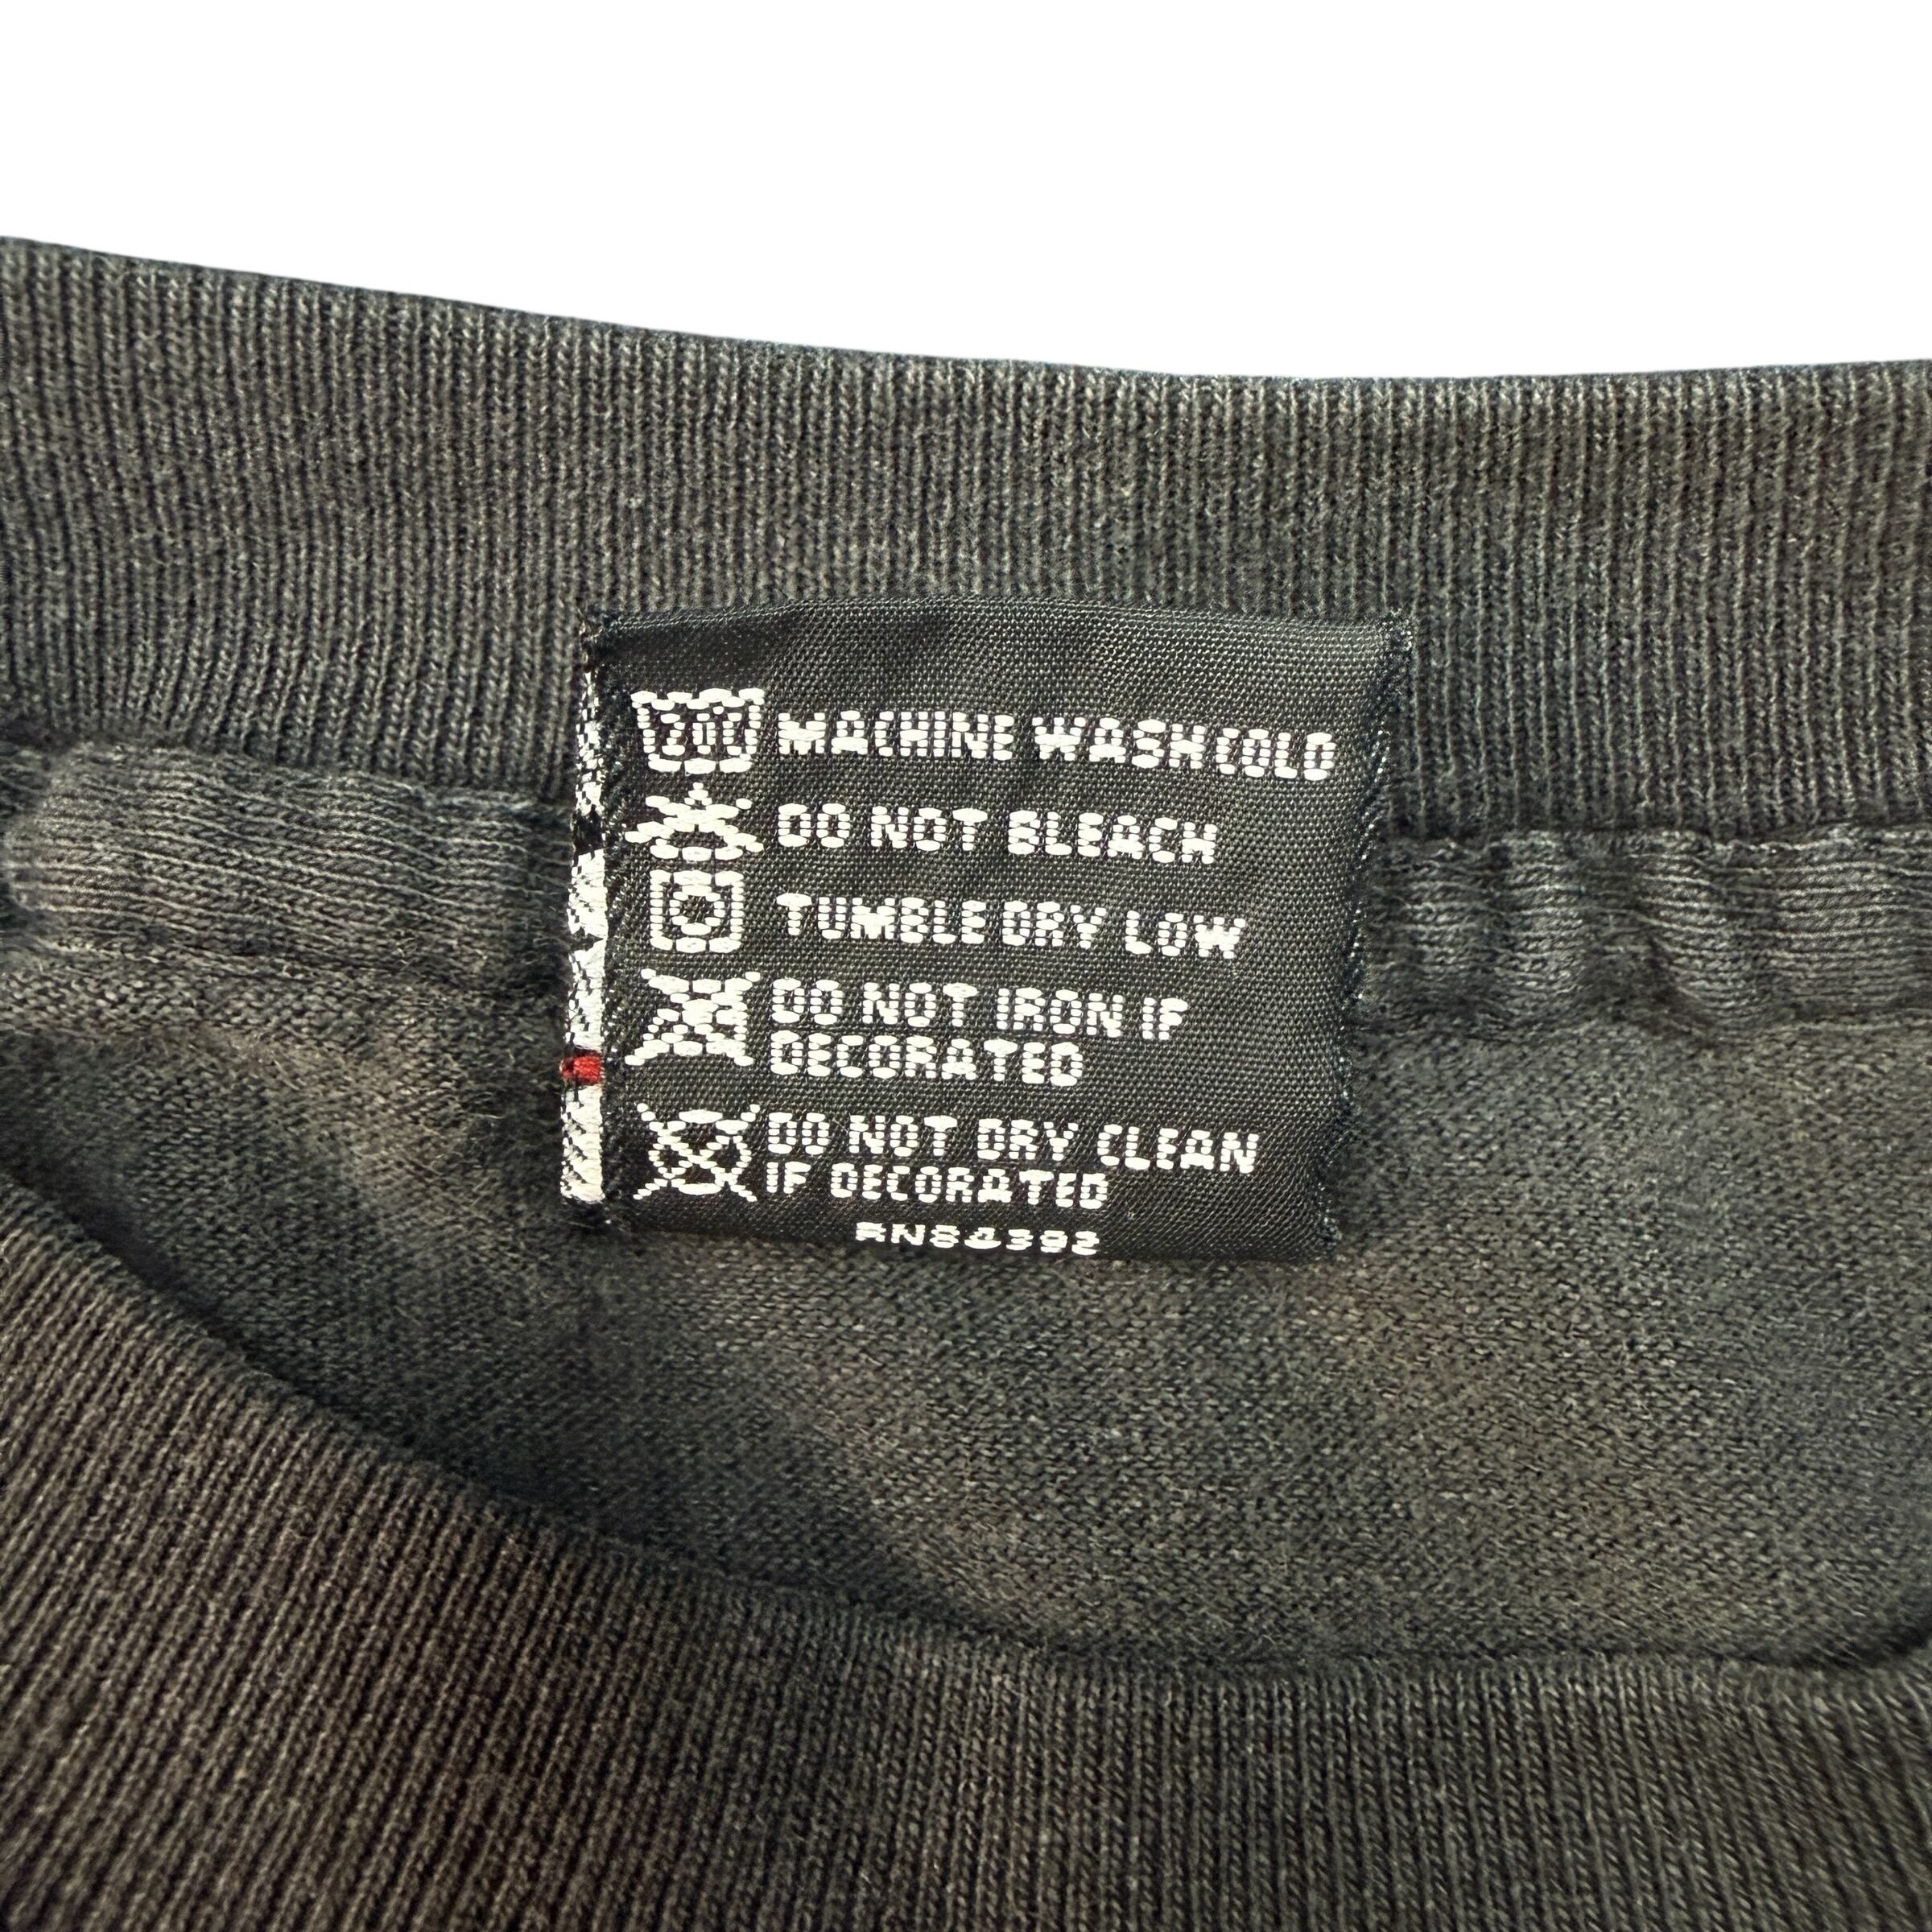 20C MACHINE WASH COLD
DO NOT BLEACH
TUMBLE DRY LOW
DO NOT IRON IF
DECORATED
DO NOT DRY CLEAN
IF DECORATED
RN84392